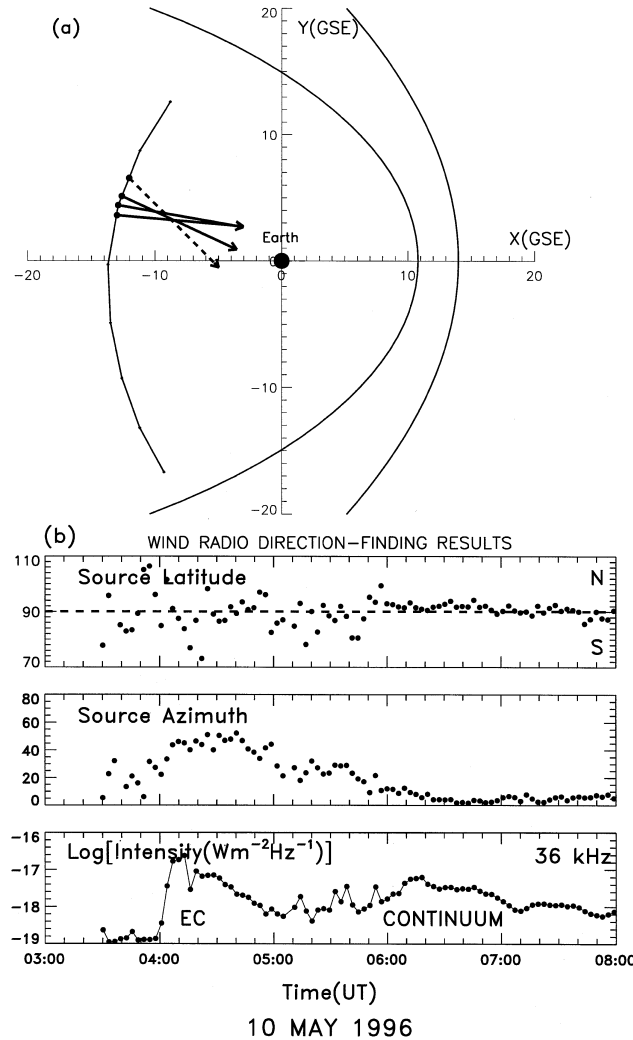 (a)
Y(GSE)
20
10
Earth
X(GSE)
-20
-10
0
0
10
20
-10
-20
(b)
WIND RADIO DIRECTION-FINDING RESULTS
110
Source Latitude
N
90
S
70
80
Source Azimuth
60
40
20
0
-16
Log[Intensity(Wm⁻²Hz⁻¹)]
36 kHz
-17
-18
EC
CONTINUUM
-19
03:00
04:00
05:00
06:00
07:00
08:00
Time(UT)
10 MAY 1996